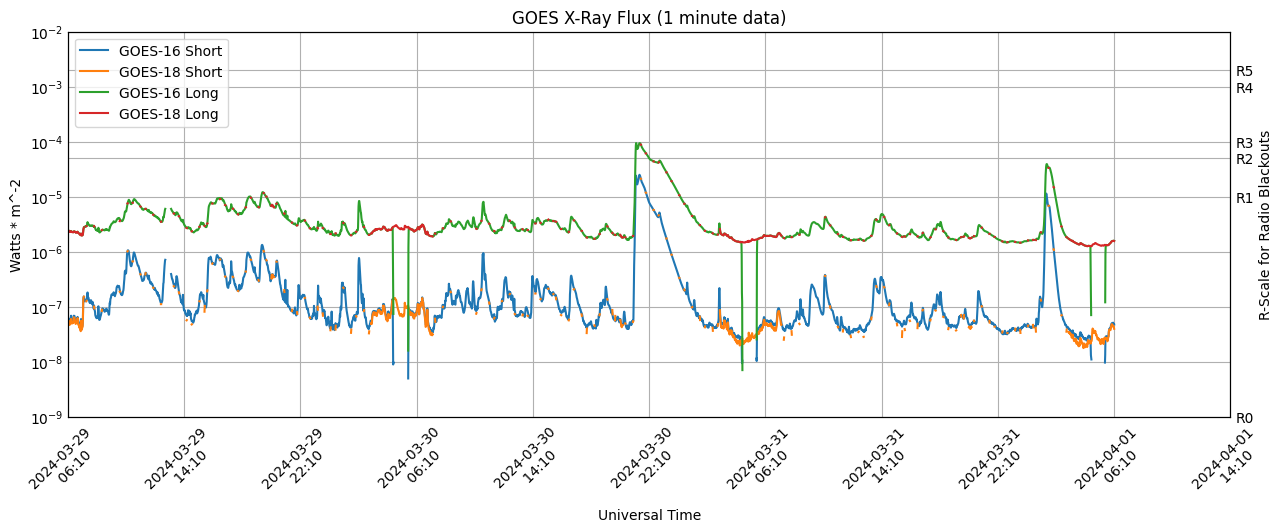 GOES X-Ray Flux (1 minute data)
GOES-16 Short
GOES-18 Short
GOES-16 Long
GOES-18 Long
10^-2
10^-3
10^-4
10^-5
10^-6
10^-7
10^-8
10^-9
Watts * m^-2
R5
R4
R3
R2
R1
R0
R-Scale for Radio Blackouts
2024-03-29
06:10
2024-03-29
14:10
2024-03-29
22:10
2024-03-30
06:10
2024-03-30
14:10
2024-03-30
22:10
2024-03-31
06:10
2024-03-31
14:10
2024-03-31
22:10
2024-04-01
06:10
2024-04-01
14:10
Universal Time